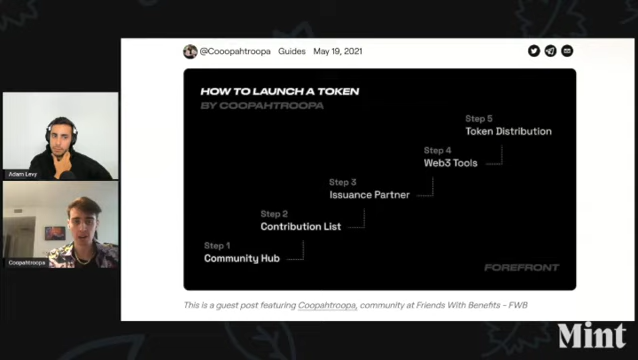 @Cooopahtroopa Guides May 19, 2021
HOW TO LAUNCH A TOKEN
BY COOPAHTROOPA
Step 5
Token Distribution
Step 4
Web3 Tools
Step 3
Issuance Partner
Step 2
Contribution List
Step 1
Community Hub
FOREFRONT
This is a guest post featuring Coopahtroopa, community at Friends With Benefits - FWB
Adam Levy
Coopahtroopa
Mint